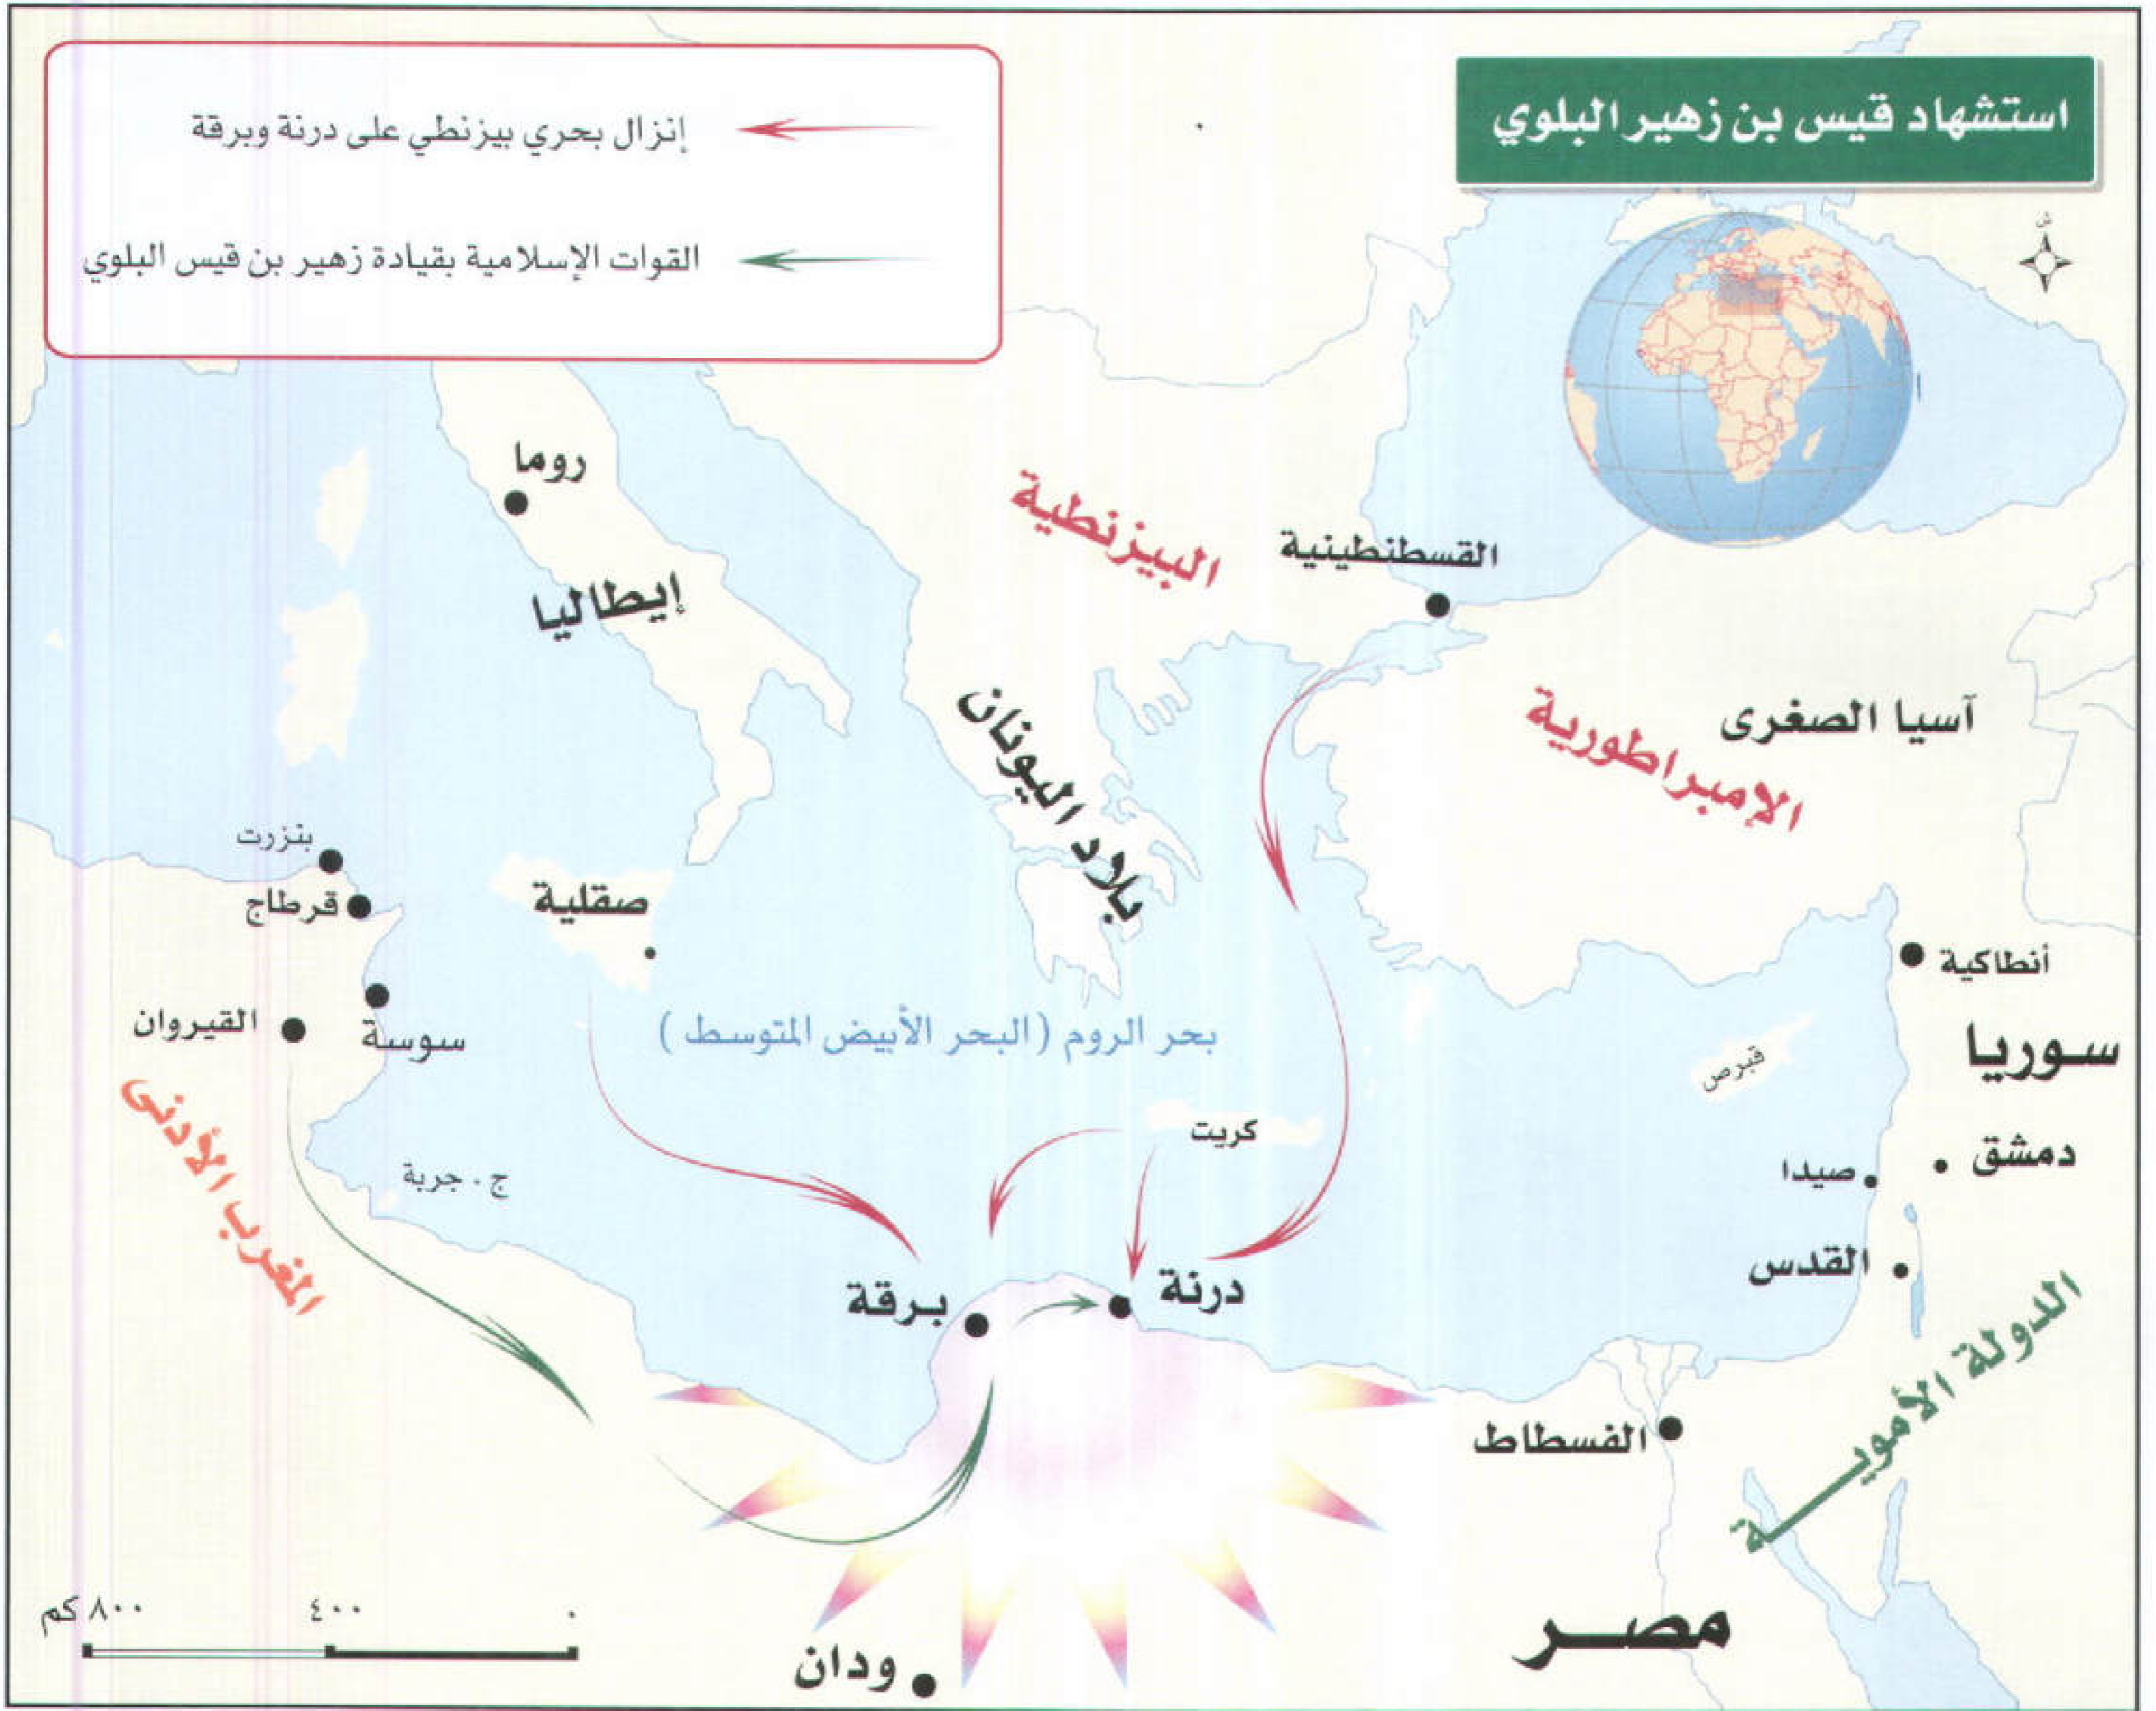 استشهاد قيس بن زهير البلوي
إنزال بحري بيزنطي على درنة وبرقة
القوات الإسلامية بقيادة زهير بن قيس البلوي
ش
روما
إيطاليا
البيزنطية
القسطنطينية
بلاد اليونان
آسيا الصغرى
الإمبراطورية
بنزرت
قرطاج
صقلية
سوسة
القيروان
بحر الروم (البحر الأبيض المتوسط)
أنطاكية
سوريا
قبرص
كريت
دمشق
صيدا
القدس
المغرب الأدنى
ج. جربة
برقة
درنة
الدولة الأمويــــة
الفسطاط
مصـر
ودان
٠
٤٠٠
٨٠٠ كم